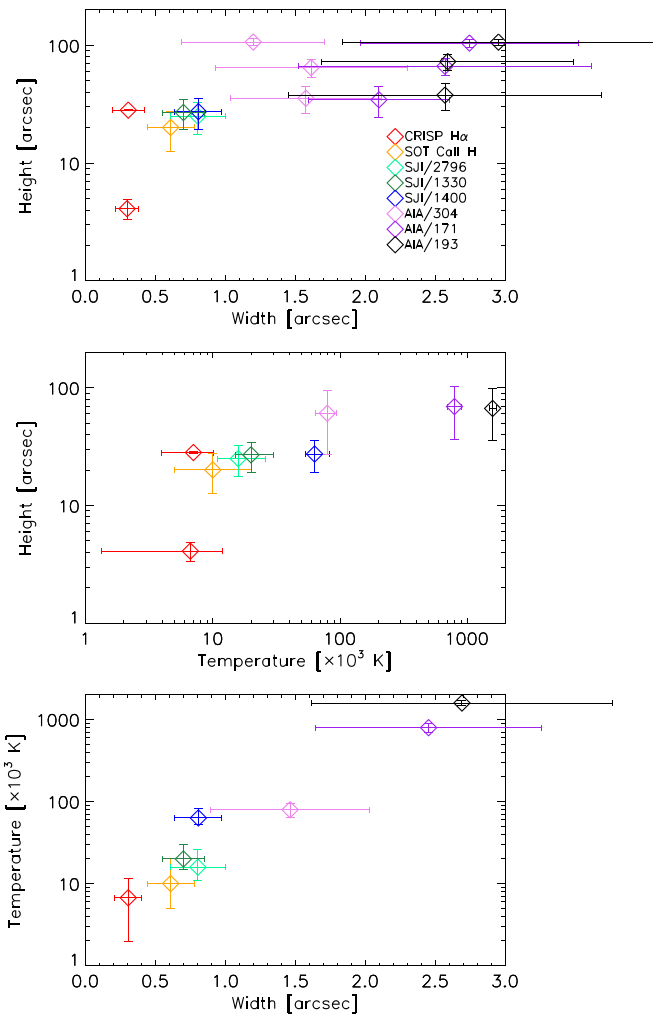 Height [arcsec]
100
10
1
CRISP Hα
SOT CaII H
SJI/2796
SJI/1330
SJI/1400
AIA/304
AIA/171
AIA/193
0.0 0.5 1.0 1.5 2.0 2.5 3.0
Width [arcsec]
Height [arcsec]
100
10
1
1 10 100 1000
Temperature [×10³ K]
Temperature [×10³ K]
1000
100
10
1
0.0 0.5 1.0 1.5 2.0 2.5 3.0
Width [arcsec]